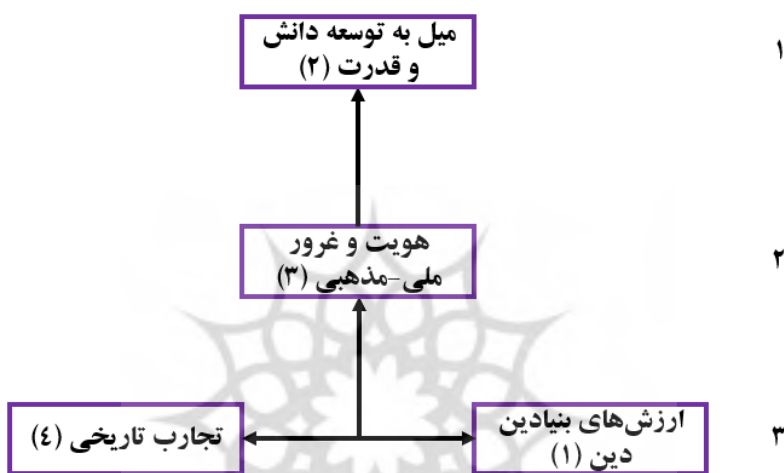 میل به توسعه دانش
و قدرت (۲)
۱
هویت و غرور
ملی-مذهبی (۳)
۲
ارزش‌های بنیادین
دین (۱)
تجارب تاریخی (٤)
۳